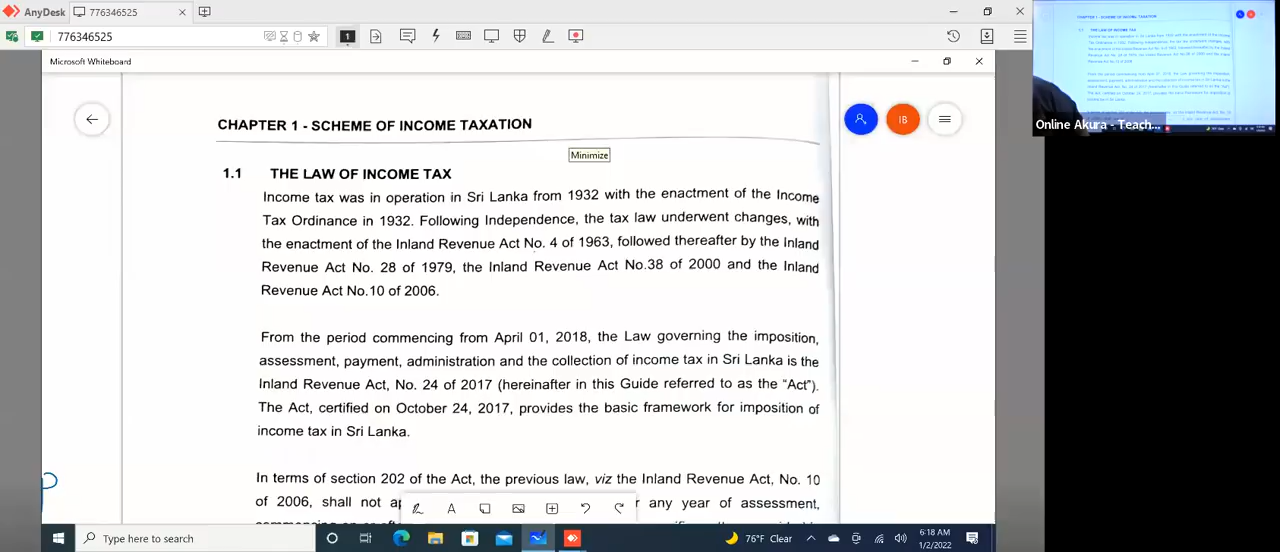 AnyDesk
776346525
776346525
1
Microsoft Whiteboard
Online Akura - Teach...
CHAPTER 1 - SCHEME OF INCOME TAXATION
IB
Minimize
1.1 THE LAW OF INCOME TAX
Income tax was in operation in Sri Lanka from 1932 with the enactment of the Income
Tax Ordinance in 1932. Following Independence, the tax law underwent changes, with
the enactment of the Inland Revenue Act No. 4 of 1963, followed thereafter by the Inland
Revenue Act No. 28 of 1979, the Inland Revenue Act No.38 of 2000 and the Inland
Revenue Act No.10 of 2006.
From the period commencing from April 01, 2018, the Law governing the imposition,
assessment, payment, administration and the collection of income tax in Sri Lanka is the
Inland Revenue Act, No. 24 of 2017 (hereinafter in this Guide referred to as the “Act”).
The Act, certified on October 24, 2017, provides the basic framework for imposition of
income tax in Sri Lanka.
In terms of section 202 of the Act, the previous law, viz the Inland Revenue Act, No. 10
of 2006, shall not any year of assessment,
Type here to search
76°F Clear
6:18 AM
1/2/2022